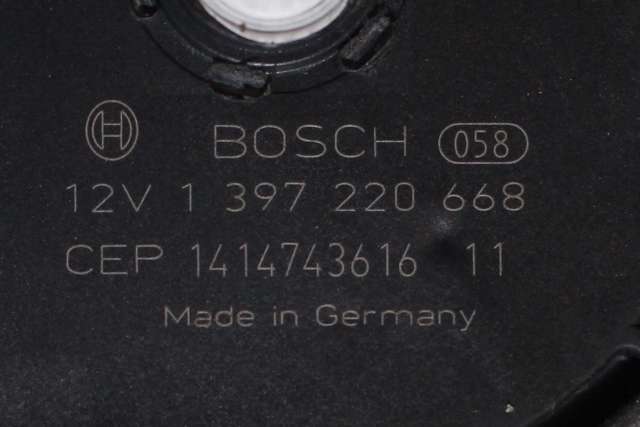 BOSCH 058
12V 1 397 220 668
CEP 1414743616 11
Made in Germany